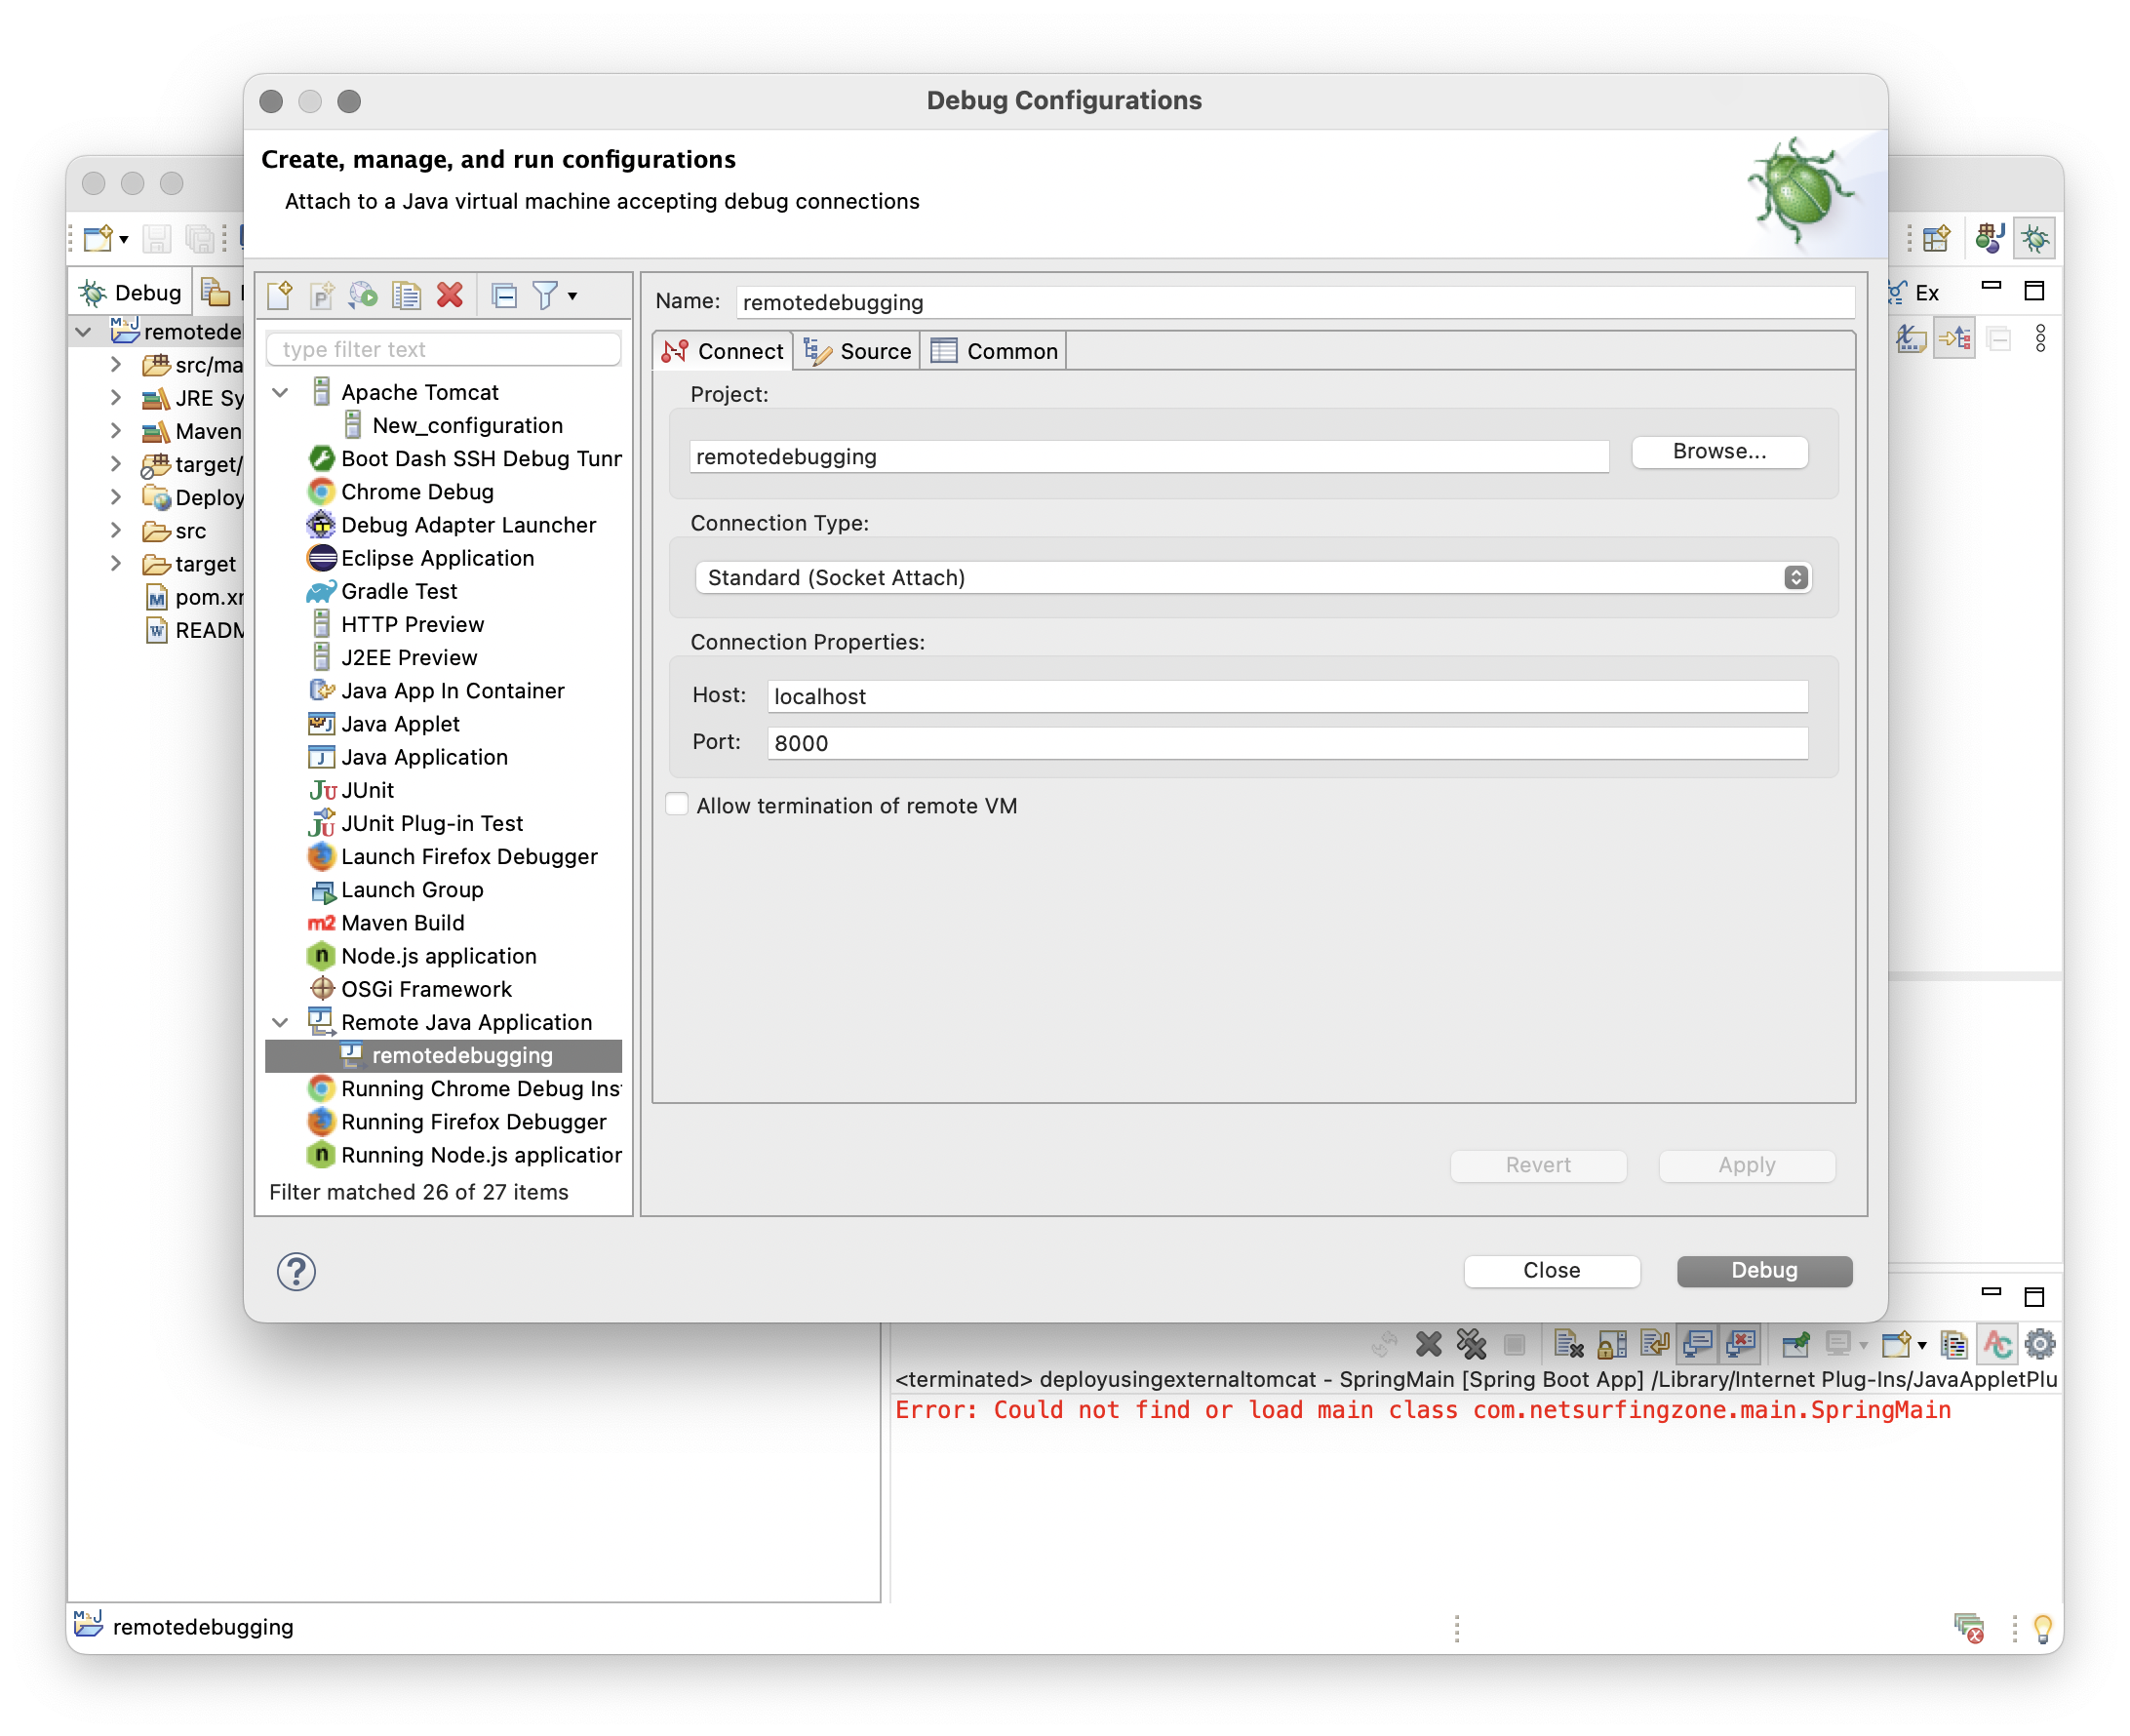 Debug Configurations
Create, manage, and run configurations
Attach to a Java virtual machine accepting debug connections
Debug
Ex
remotede
src/ma
JRE Sy
Maven
target/
Deploy
src
target
pom.xm
READM
type filter text
Apache Tomcat
New_configuration
Boot Dash SSH Debug Tunn
Chrome Debug
Debug Adapter Launcher
Eclipse Application
Gradle Test
HTTP Preview
J2EE Preview
Java App In Container
Java Applet
Java Application
JUnit
JUnit Plug-in Test
Launch Firefox Debugger
Launch Group
Maven Build
Node.js application
OSGi Framework
Remote Java Application
remotedebugging
Running Chrome Debug Ins
Running Firefox Debugger
Running Node.js application
Filter matched 26 of 27 items
Name: remotedebugging
Connect Source Common
Project:
remotedebugging Browse...
Connection Type:
Standard (Socket Attach)
Connection Properties:
Host: localhost
Port: 8000
Allow termination of remote VM
Revert Apply
Close Debug
<terminated> deployusingexternaltomcat - SpringMain [Spring Boot App] /Library/Internet Plug-Ins/JavaAppletPlu
Error: Could not find or load main class com.netsurfingzone.main.SpringMain
remotedebugging